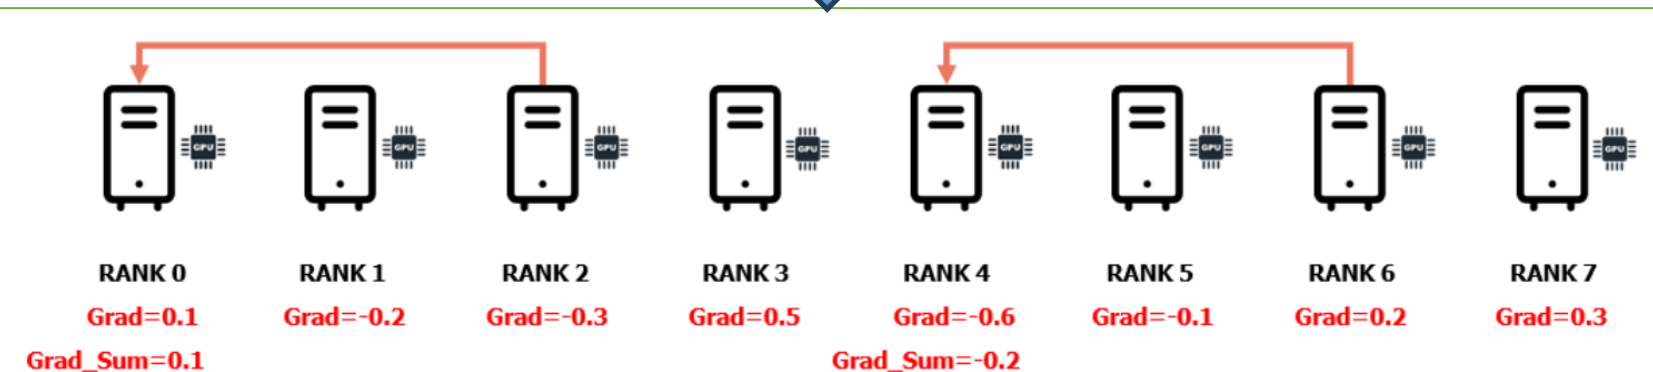 GPU GPU GPU GPU GPU GPU GPU GPU
RANK 0 RANK 1 RANK 2 RANK 3 RANK 4 RANK 5 RANK 6 RANK 7
Grad=0.1 Grad=-0.2 Grad=-0.3 Grad=0.5 Grad=-0.6 Grad=-0.1 Grad=0.2 Grad=0.3
Grad_Sum=0.1 Grad_Sum=-0.2